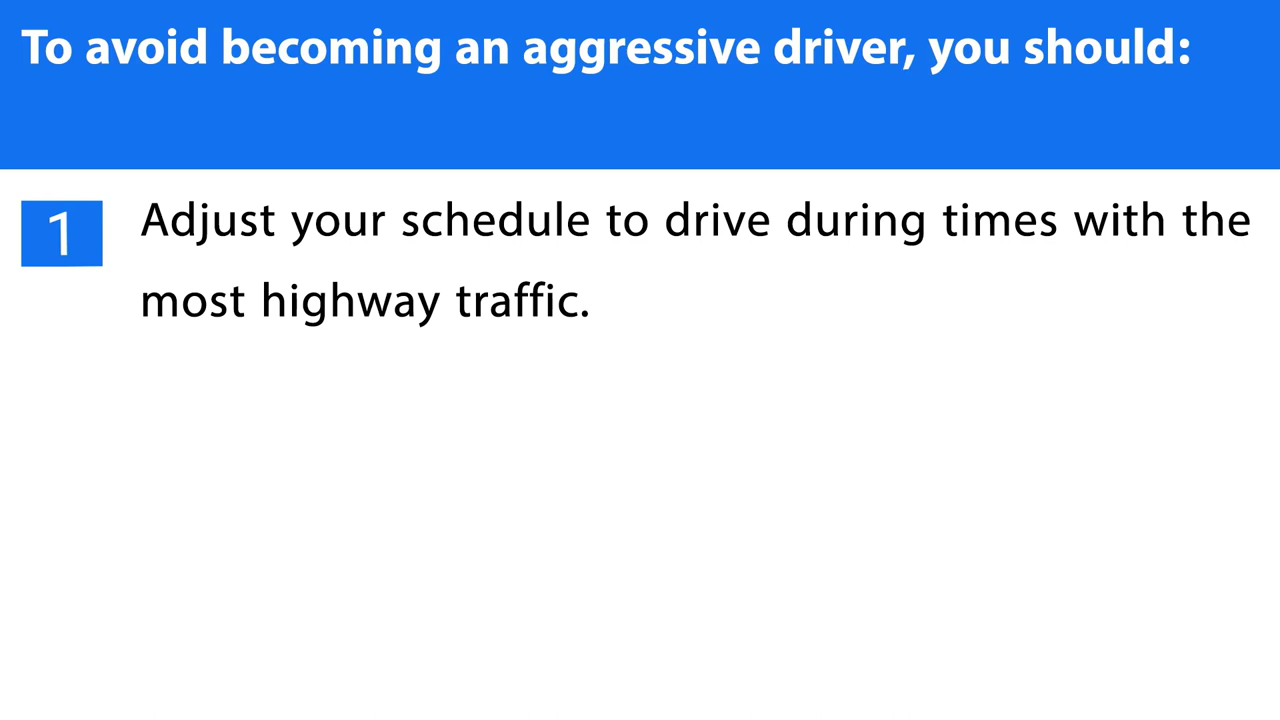 To avoid becoming an aggressive driver, you should:
1 Adjust your schedule to drive during times with the
most highway traffic.